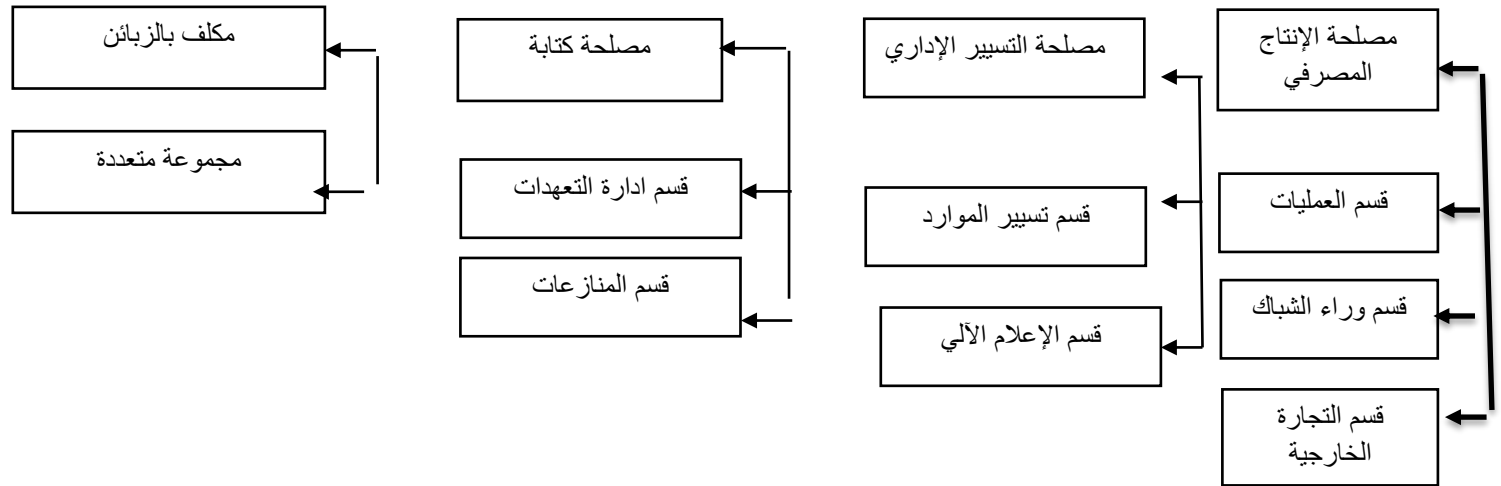 مصلحة الإنتاج
المصرفي
قسم العمليات
قسم وراء الشباك
قسم التجارة
الخارجية
مصلحة التسيير الإداري
قسم تسيير الموارد
قسم الإعلام الآلي
مصلحة كتابة
قسم ادارة التعهدات
قسم المنازعات
مكلف بالزبائن
مجموعة متعددة